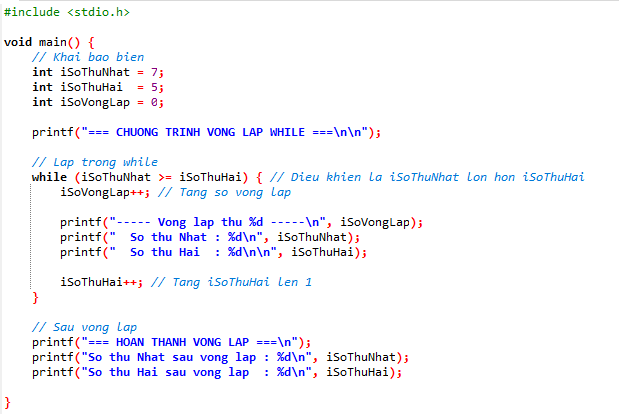 #include <stdio.h>
void main() {
// Khai bao bien
int iSoThuNhat = 7;
int iSoThuHai  = 5;
int iSoVongLap = 0;
printf("=== CHUONG TRINH VONG LAP WHILE ===\n\n");
// Lap trong while
while (iSoThuNhat >= iSoThuHai) { // Dieu khien la iSoThuNhat lon hon iSoThuHai
iSoVongLap++; // Tang so vong lap
printf("----- Vong lap thu %d -----\n", iSoVongLap);
printf("  So thu Nhat : %d\n", iSoThuNhat);
printf("  So thu Hai  : %d\n\n", iSoThuHai);
iSoThuHai++; // Tang iSoThuHai len 1
}
// Sau vong lap
printf("=== HOAN THANH VONG LAP ===\n");
printf("So thu Nhat sau vong lap : %d\n", iSoThuNhat);
printf("So thu Hai sau vong lap  : %d\n", iSoThuHai);
}